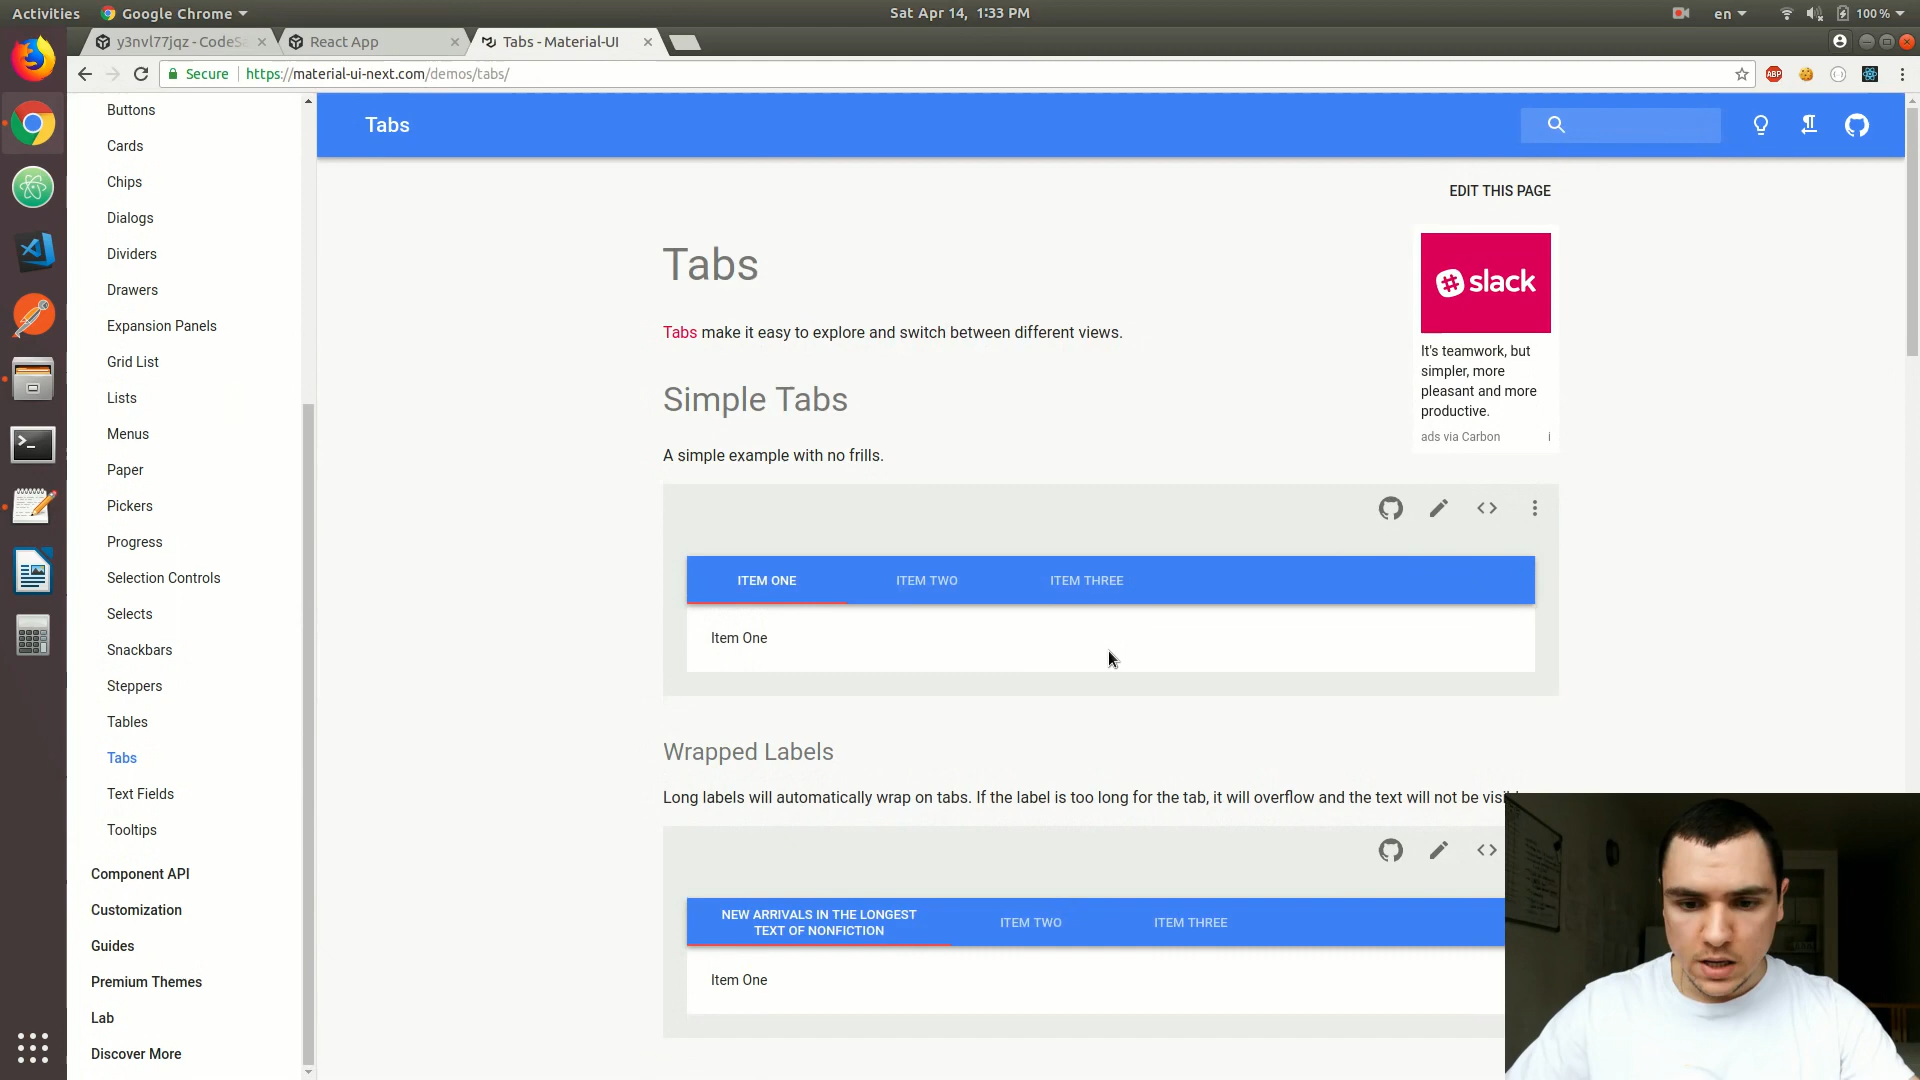 Activities
Google Chrome
Sat Apr 14, 1:33 PM
en
100 %
y3nvl77jqz - CodeSa
React App
Tabs - Material-UI
Secure
https://material-ui-next.com/demos/tabs/
ABP
Buttons
Cards
Chips
Dialogs
Dividers
Drawers
Expansion Panels
Grid List
Lists
Menus
Paper
Pickers
Progress
Selection Controls
Selects
Snackbars
Steppers
Tables
Tabs
Text Fields
Tooltips
Component API
Customization
Guides
Premium Themes
Lab
Discover More
Tabs
EDIT THIS PAGE
Tabs
Tabs make it easy to explore and switch between different views.
slack
It's teamwork, but
simpler, more
pleasant and more
productive.
ads via Carbon
i
Simple Tabs
A simple example with no frills.
ITEM ONE
ITEM TWO
ITEM THREE
Item One
Wrapped Labels
Long labels will automatically wrap on tabs. If the label is too long for the tab, it will overflow and the text will not be
NEW ARRIVALS IN THE LONGEST
TEXT OF NONFICTION
ITEM TWO
ITEM THREE
Item One